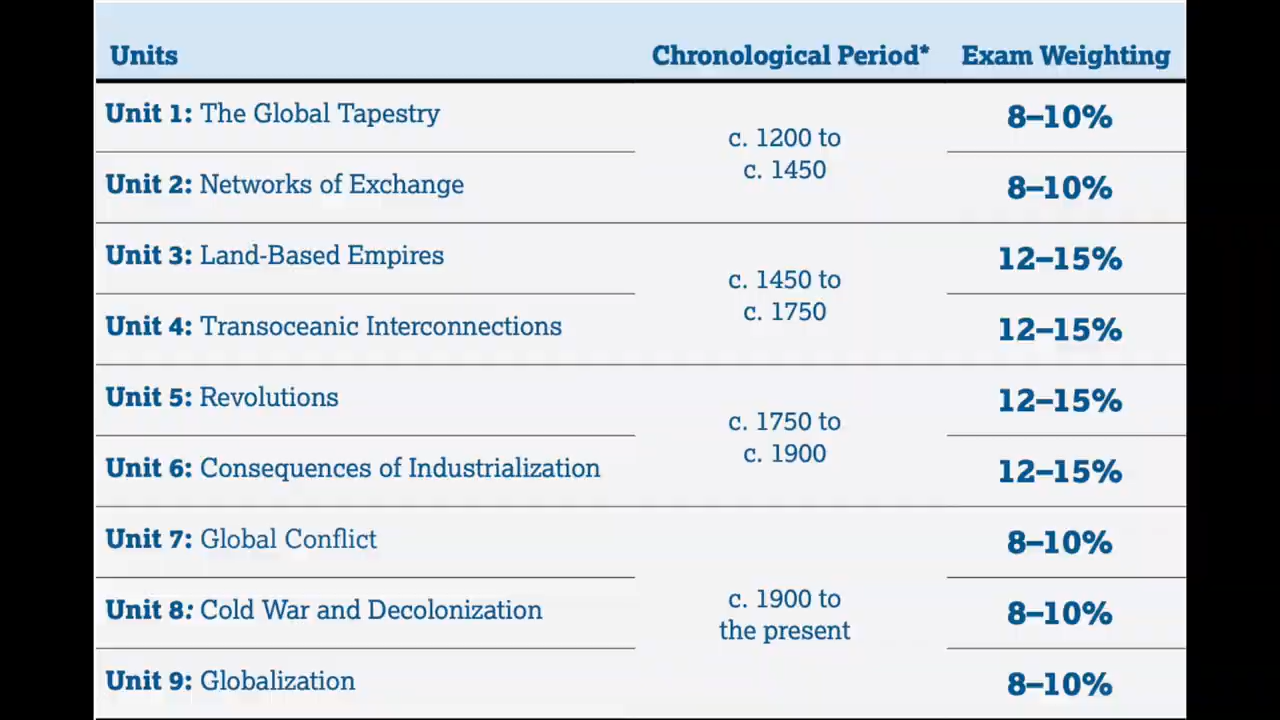 Units Chronological Period* Exam Weighting
Unit 1: The Global Tapestry 8–10%
c. 1200 to
c. 1450
Unit 2: Networks of Exchange 8–10%
Unit 3: Land-Based Empires 12–15%
c. 1450 to
c. 1750
Unit 4: Transoceanic Interconnections 12–15%
Unit 5: Revolutions 12–15%
c. 1750 to
c. 1900
Unit 6: Consequences of Industrialization 12–15%
Unit 7: Global Conflict 8–10%
c. 1900 to
the present
Unit 8: Cold War and Decolonization 8–10%
Unit 9: Globalization 8–10%